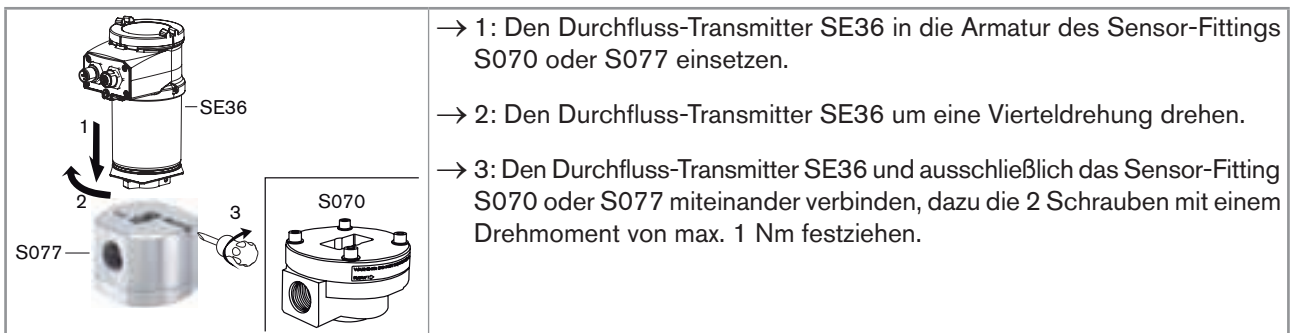 SE36
1
2
3
S070
S077
→ 1: Den Durchfluss-Transmitter SE36 in die Armatur des Sensor-Fittings
S070 oder S077 einsetzen.
→ 2: Den Durchfluss-Transmitter SE36 um eine Vierteldrehung drehen.
→ 3: Den Durchfluss-Transmitter SE36 und ausschließlich das Sensor-Fitting
S070 oder S077 miteinander verbinden, dazu die 2 Schrauben mit einem
Drehmoment von max. 1 Nm festziehen.